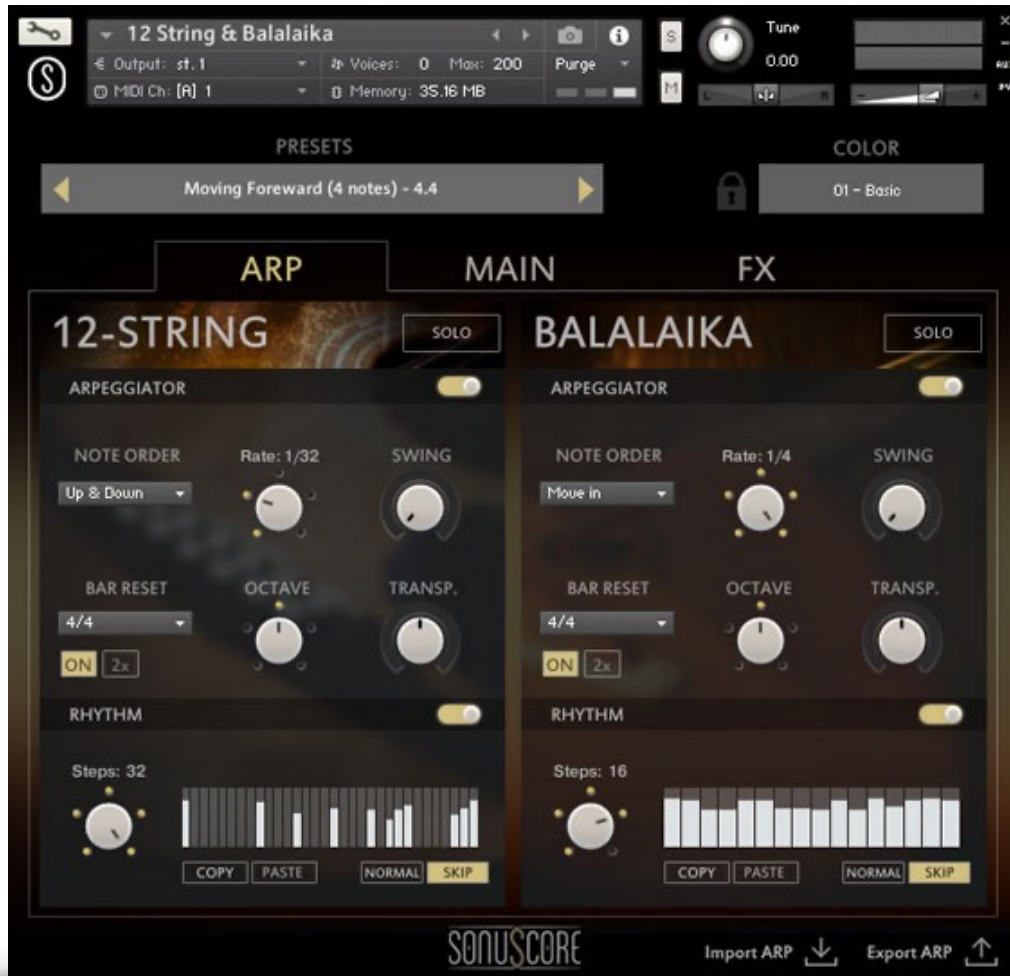 12 String & Balalaika
S
Tune
Output: st. 1
Voices: 0 Max: 200
Purge
0.00
MIDI Ch: [A] 1
Memory: 35.16 MB
M
L
R
PRESETS
COLOR
Moving Foreward (4 notes) - 4.4
01 - Basic
ARP
MAIN
FX
12-STRING
SOLO
BALALAIKA
SOLO
ARPEGGIATOR
ARPEGGIATOR
NOTE ORDER
Rate: 1/32
SWING
NOTE ORDER
Rate: 1/4
SWING
Up & Down
Move in
BAR RESET
OCTAVE
TRANSP.
BAR RESET
OCTAVE
TRANSP.
4/4
4/4
ON
2x
ON
2x
RHYTHM
RHYTHM
Steps: 32
Steps: 16
COPY
PASTE
NORMAL
SKIP
COPY
PASTE
NORMAL
SKIP
SONUSCORE
Import ARP
Export ARP